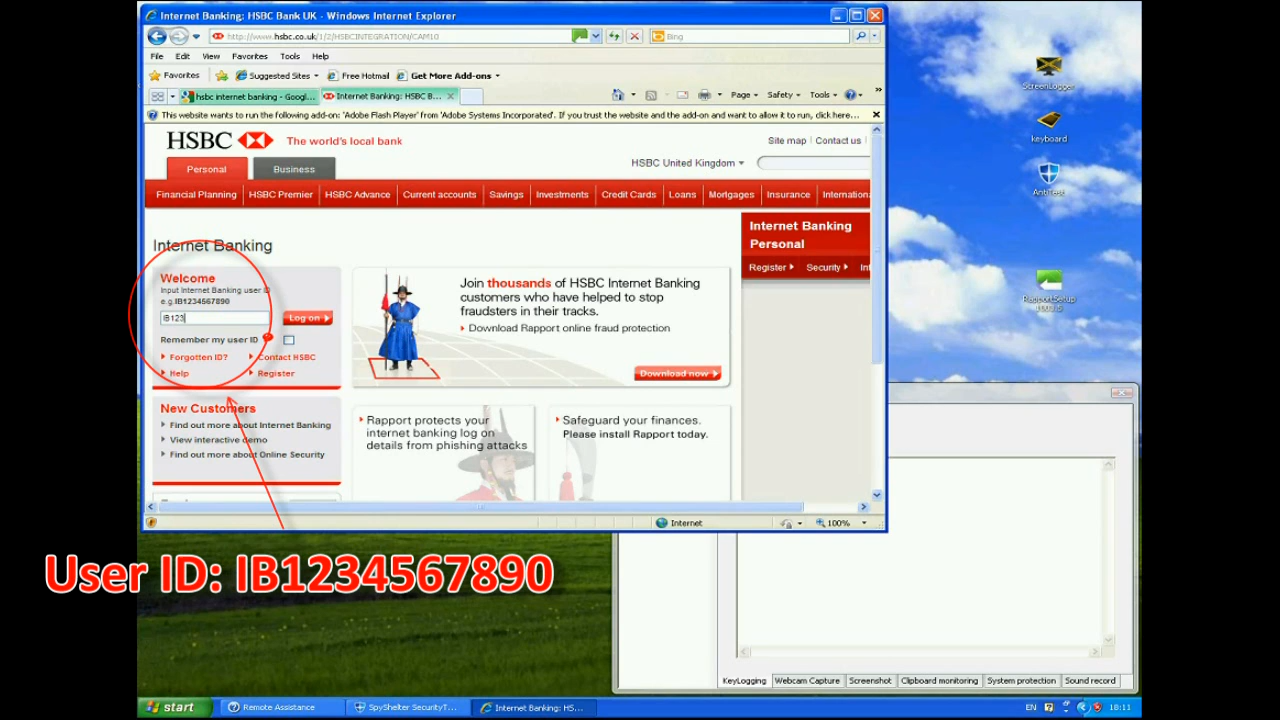 Internet Banking: HSBC Bank UK - Windows Internet Explorer
http://www.hsbc.co.uk/1/2/HSBCINTEGRATION/CAM10
Bing
File Edit View Favorites Tools Help
Favorites Suggested Sites Free Hotmail Get More Add-ons
hsbc internet banking - Googl... Internet Banking: HSBC B...
Page Safety Tools
This website wants to run the following add-on: 'Adobe Flash Player' from 'Adobe Systems Incorporated'. If you trust the website and the add-on and want to allow it to run, click here...
HSBC The world's local bank
Site map Contact us
Personal Business
HSBC United Kingdom
Financial Planning HSBC Premier HSBC Advance Current accounts Savings Investments Credit Cards Loans Mortgages Insurance Internation
Internet Banking
Personal
Register Security Int
Internet Banking
Welcome
Input Internet Banking user ID
e.g.IB1234567890
IB123
Log on
Remember my user ID
Forgotten ID? Contact HSBC
Help Register
Join thousands of HSBC Internet Banking
customers who have helped to stop
fraudsters in their tracks.
Download Rapport online fraud protection
Download now
New Customers
Find out more about Internet Banking
View interactive demo
Find out more about Online Security
Rapport protects your
internet banking log on
details from phishing attacks
Safeguard your finances.
Please install Rapport today.
Internet
100%
ScreenLogger
keyboard
AntiTest
RapportSetup
User ID: IB1234567890
KeyLogging Webcam Capture Screenshot Clipboard monitoring System protection Sound record
start
Remote Assistance
SpyShelter SecurityT...
Internet Banking: HS...
EN
18:11